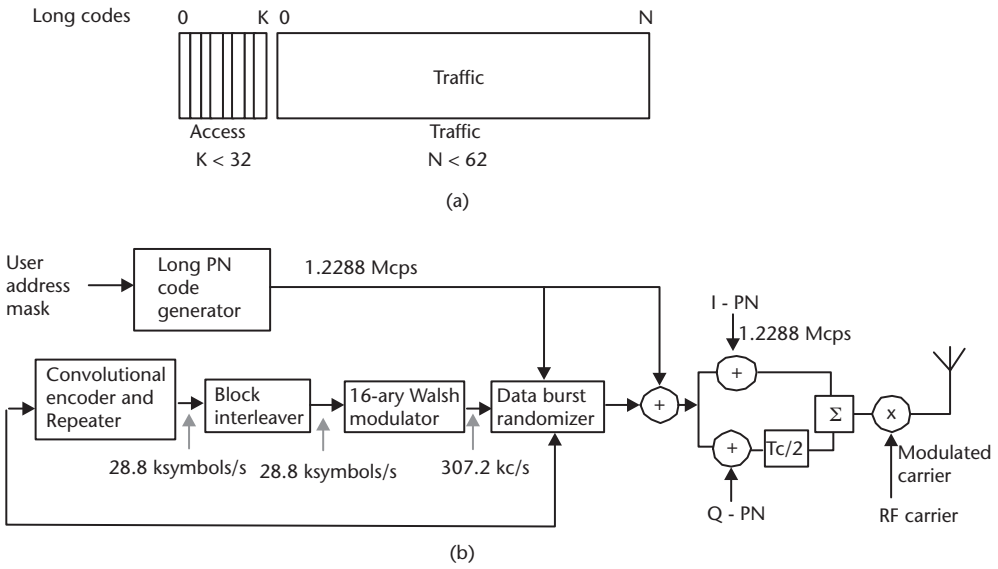 Long codes
0 K 0 N
Traffic
Access Traffic
K < 32 N < 62
(a)
User
address
mask
Long PN
code
generator
1.2288 Mcps
I - PN
1.2288 Mcps
Convolutional
encoder and
Repeater
Block
interleaver
16-ary Walsh
modulator
Data burst
randomizer
+
+
+
Tc/2
Σ
x
28.8 ksymbols/s
28.8 ksymbols/s
307.2 kc/s
Modulated
carrier
Q - PN
RF carrier
(b)